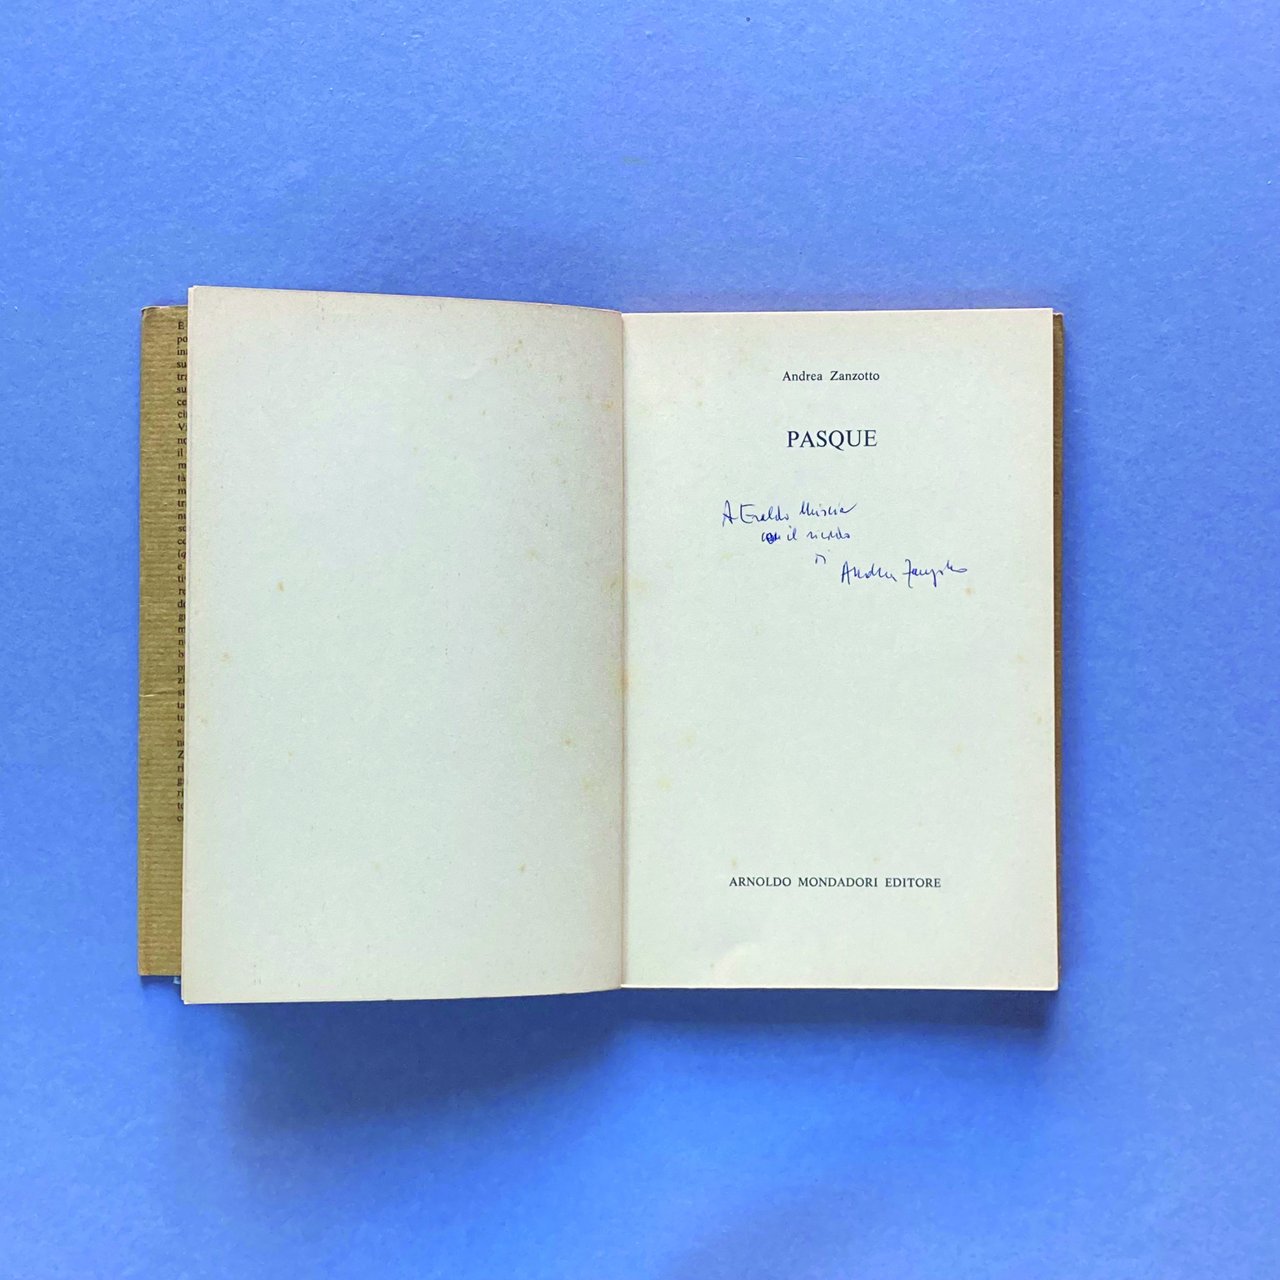 Andrea Zanzotto
PASQUE
A Eraldo Miscia
con il ricordo
di
Andrea Zanzotto
ARNOLDO MONDADORI EDITORE